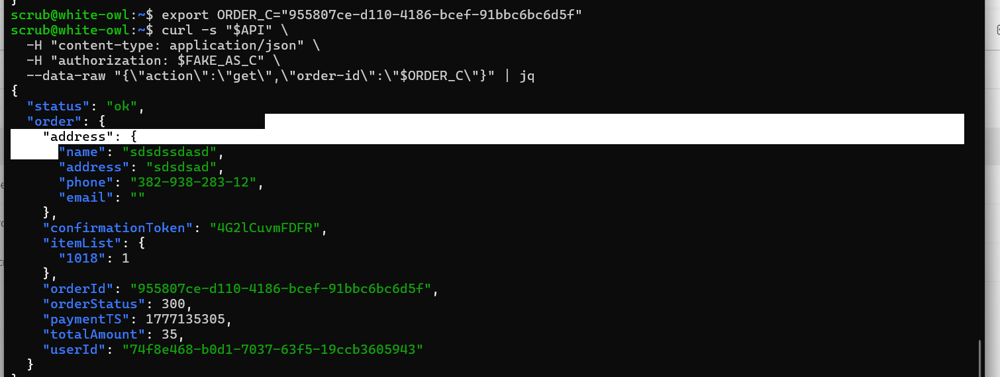 }
scrub@white-owl:~$ export ORDER_C="955807ce-d110-4186-bcef-91bbc6bc6d5f"
scrub@white-owl:~$ curl -s "$API" \
  -H "content-type: application/json" \
  -H "authorization: $FAKE_AS_C" \
  --data-raw "{\"action\":\"get\",\"order-id\":\"$ORDER_C\"}" | jq
{
  "status": "ok",
  "order": {
    "address": {
      "name": "sdsdssdasd",
      "address": "sdsdsad",
      "phone": "382-938-283-12",
      "email": ""
    },
    "confirmationToken": "4G2lCuvmFDFR",
    "itemList": {
      "1018": 1
    },
    "orderId": "955807ce-d110-4186-bcef-91bbc6bc6d5f",
    "orderStatus": 300,
    "paymentTS": 1777135305,
    "totalAmount": 35,
    "userId": "74f8e468-b0d1-7037-63f5-19ccb3605943"
  }
}